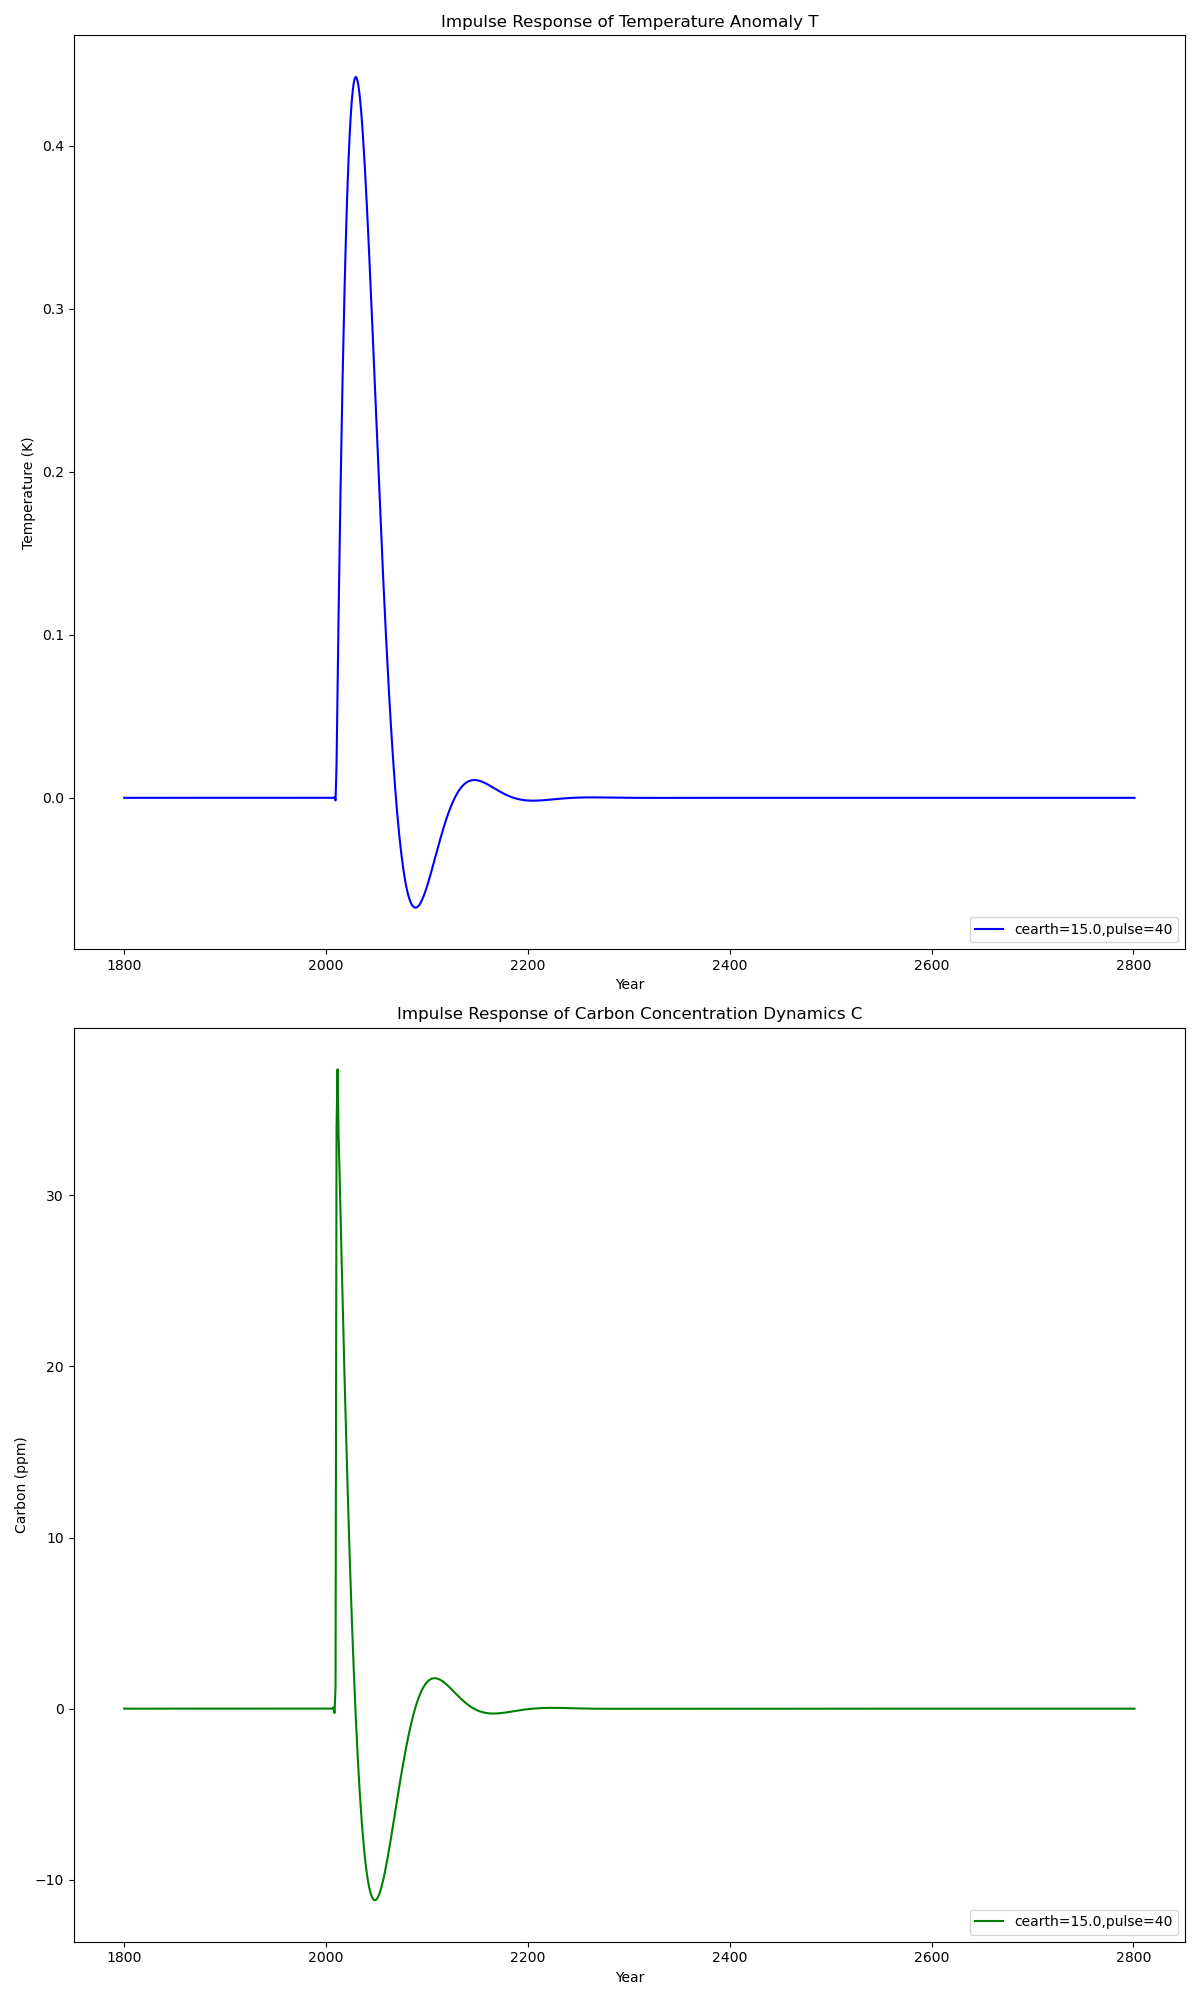 Impulse Response of Temperature Anomaly T
Temperature (K)
0.4
0.3
0.2
0.1
0.0
cearth=15.0,pulse=40
1800 2000 2200 2400 2600 2800
Year
Impulse Response of Carbon Concentration Dynamics C
Carbon (ppm)
30
20
10
0
−10
cearth=15.0,pulse=40
1800 2000 2200 2400 2600 2800
Year